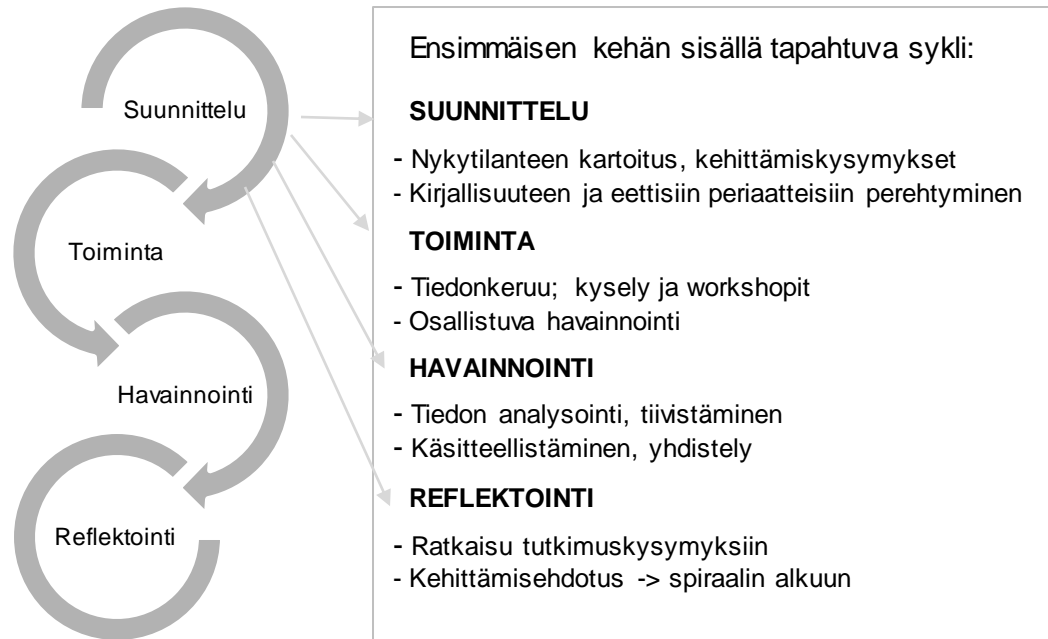 Suunnittelu
Toiminta
Havainnointi
Reflektointi
Ensimmäisen kehän sisällä tapahtuva sykli:
SUUNNITTELU
- Nykytilanteen kartoitus, kehittämiskysymykset
- Kirjallisuuteen ja eettisiin periaatteisiin perehtyminen
TOIMINTA
- Tiedonkeruu; kysely ja workshopit
- Osallistuva havainnointi
HAVAINNOINTI
- Tiedon analysointi, tiivistäminen
- Käsitteellistäminen, yhdistely
REFLEKTOINTI
- Ratkaisu tutkimuskysymyksiin
- Kehittämisehdotus -> spiraalin alkuun